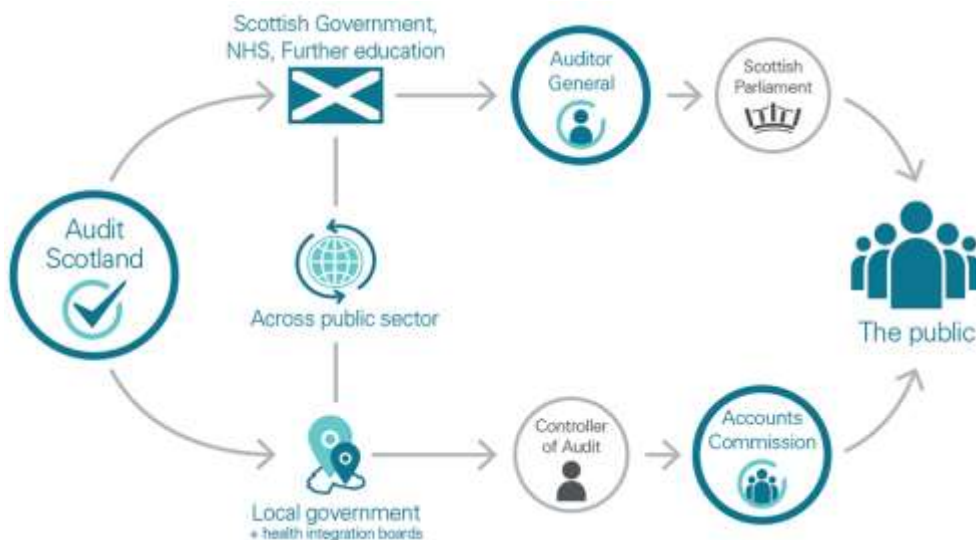 Scottish Government,
NHS, Further education
Auditor
General
Scottish
Parliament
Audit
Scotland
Across public sector
The public
Controller
of Audit
Accounts
Commission
Local government
+ health integration boards